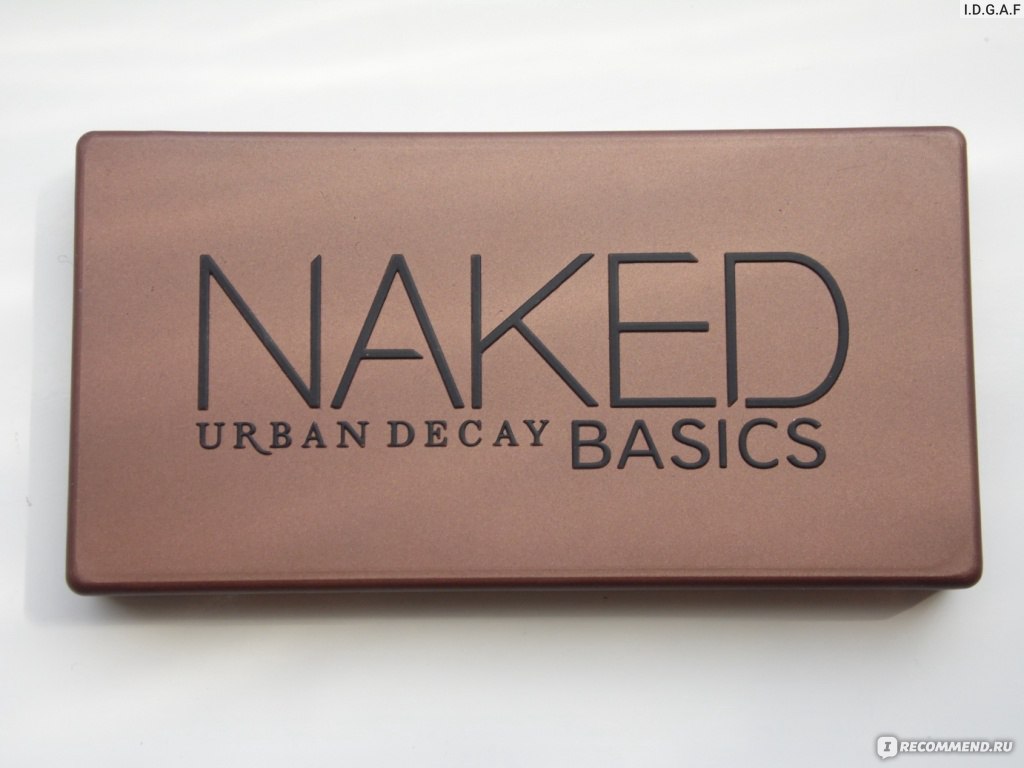 I.D.G.A.F
NAKED
URBAN DECAY BASICS
I RECOMMEND.RU